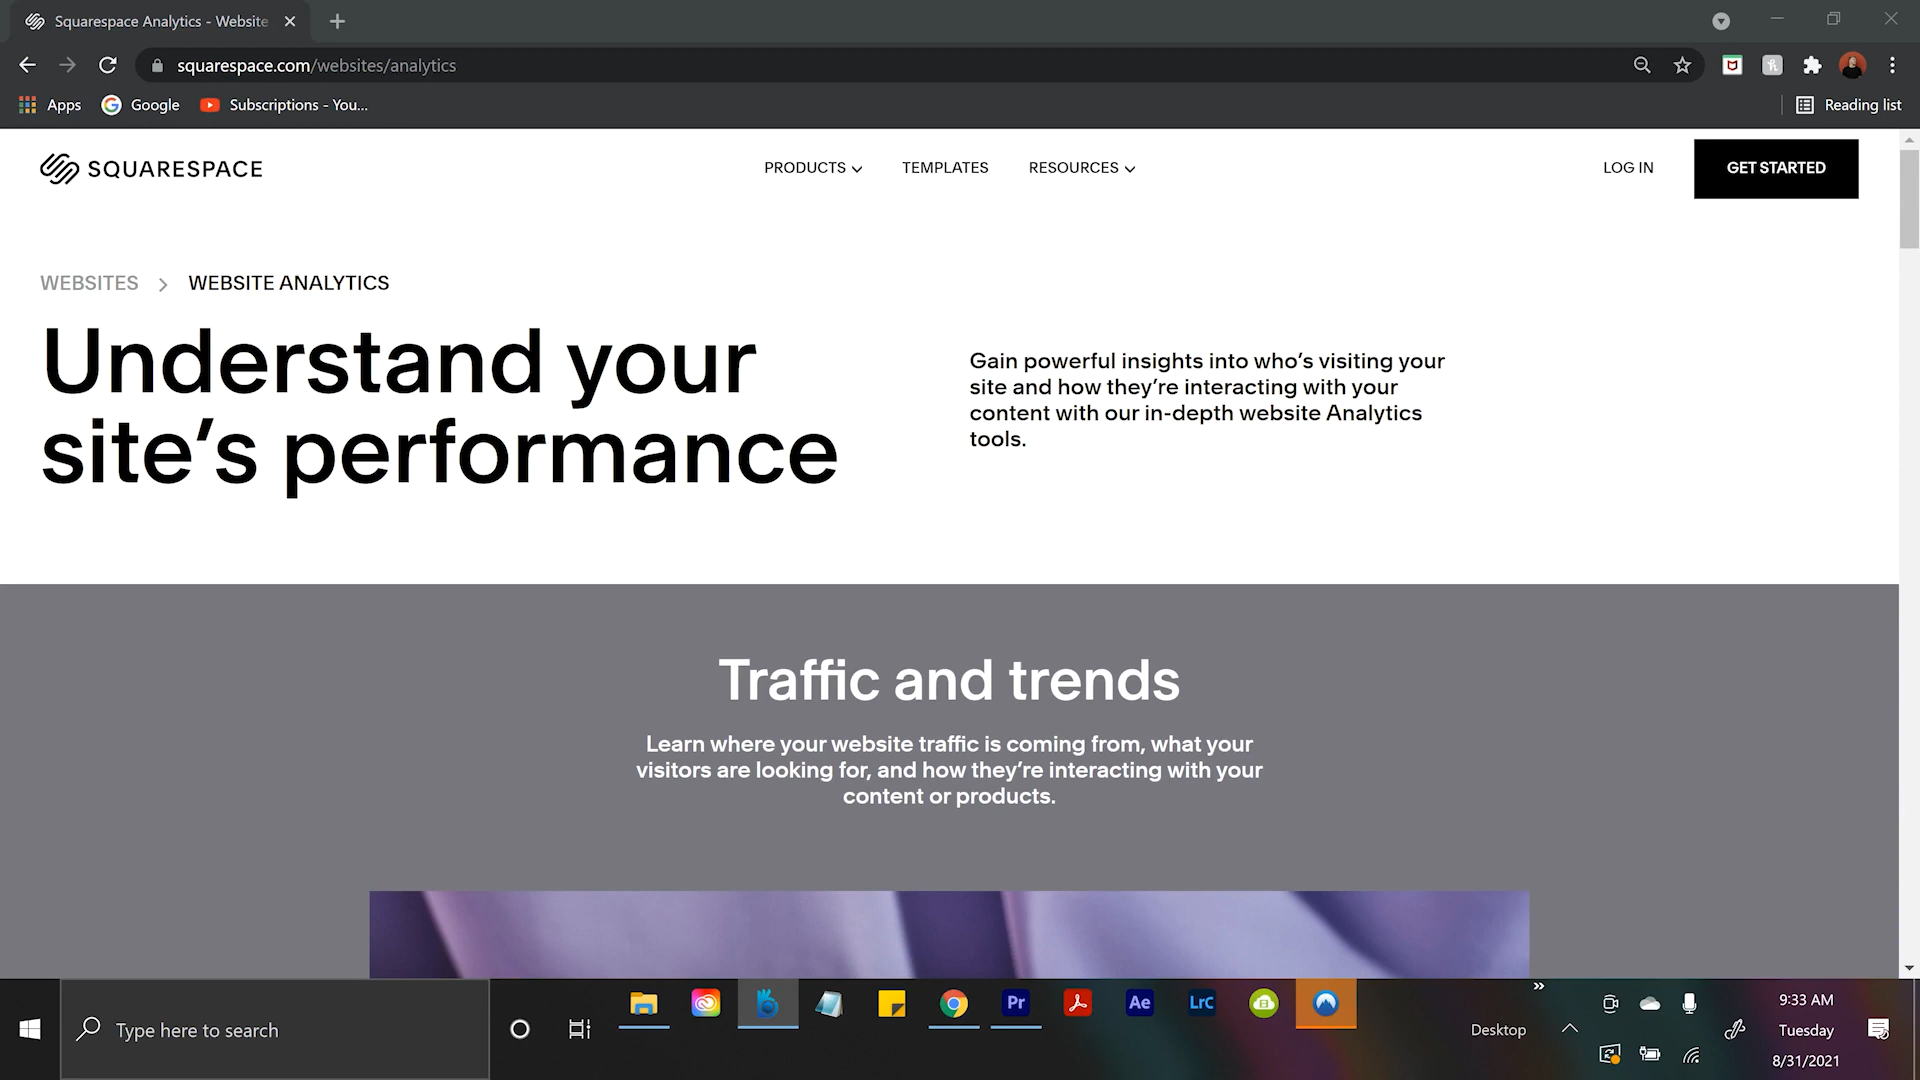 Squarespace Analytics - Website
squarespace.com/websites/analytics
Apps
Google
Subscriptions - You...
Reading list
SQUARESPACE
PRODUCTS
TEMPLATES
RESOURCES
LOG IN
GET STARTED
WEBSITES > WEBSITE ANALYTICS
Understand your
site’s performance
Gain powerful insights into who’s visiting your
site and how they’re interacting with your
content with our in-depth website Analytics
tools.
Traffic and trends
Learn where your website traffic is coming from, what your
visitors are looking for, and how they’re interacting with your
content or products.
Type here to search
Pr
Ae
LrC
Desktop
9:33 AM
Tuesday
8/31/2021